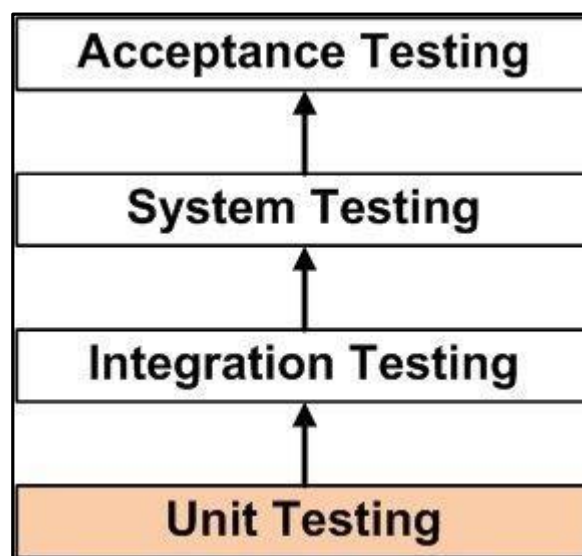 Acceptance Testing
System Testing
Integration Testing
Unit Testing